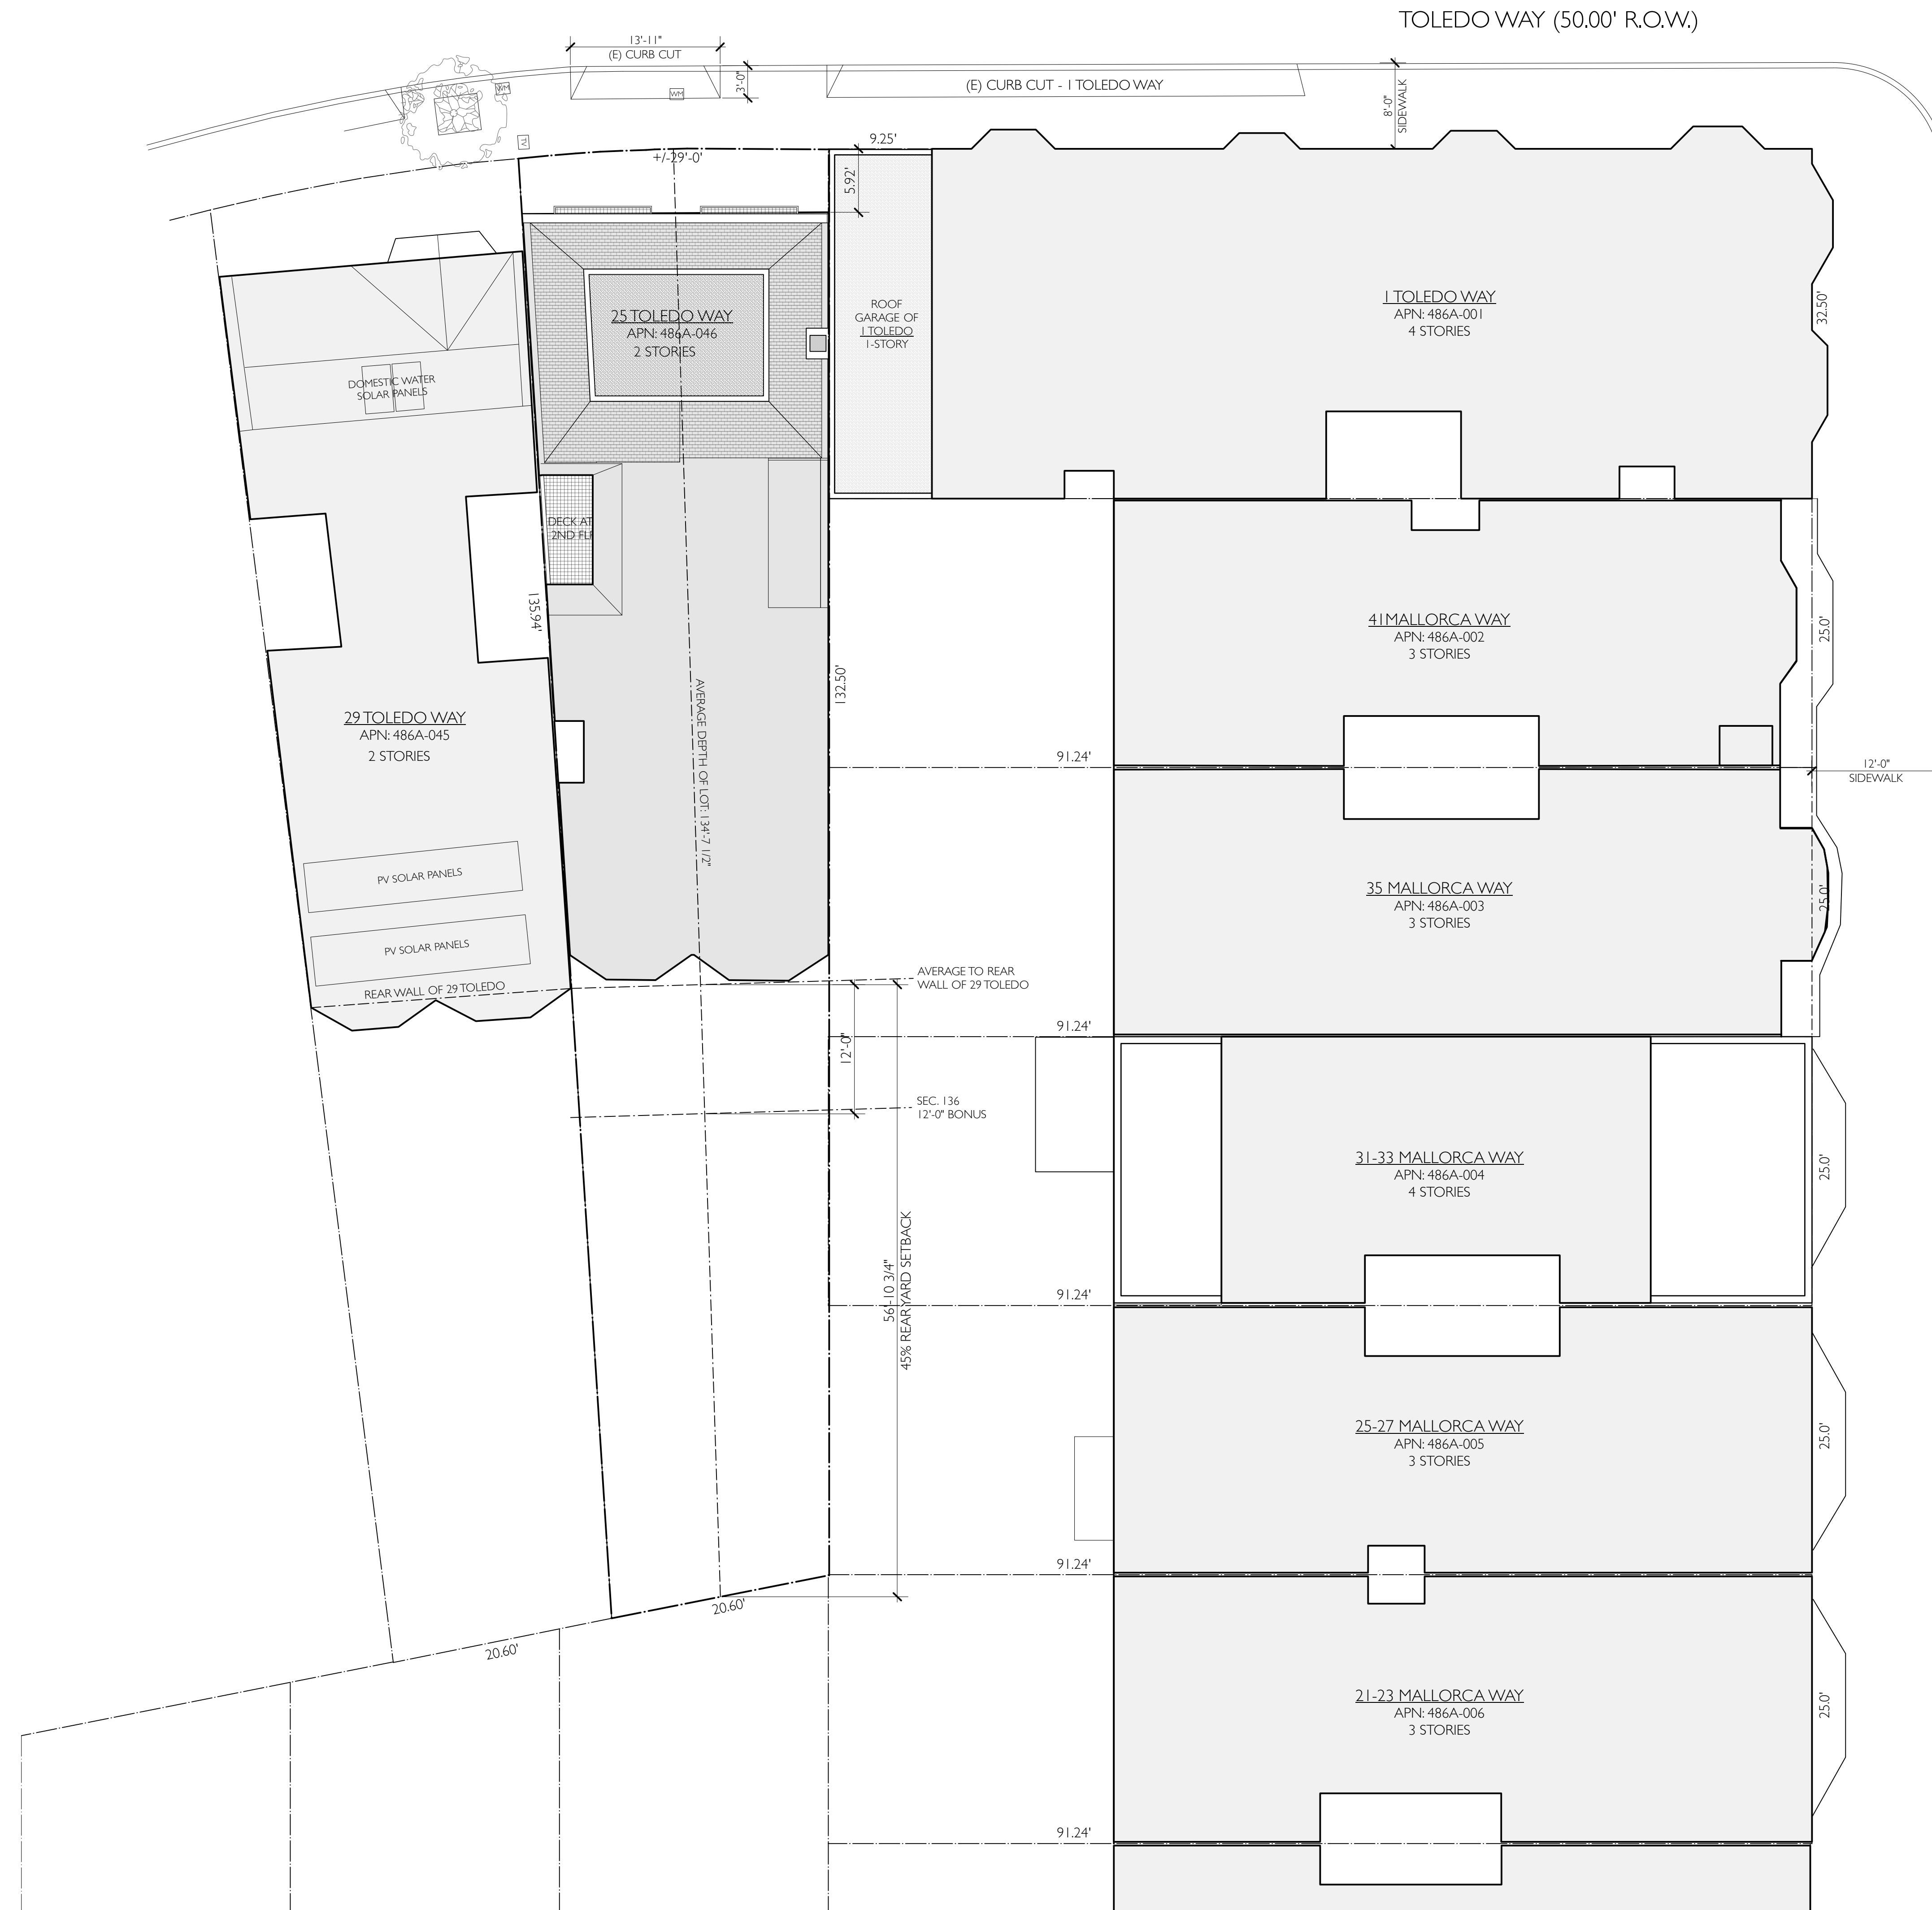 TOLEDO WAY (50.00' R.O.W.)
13'-11"
(E) CURB CUT
3'-0"
WM
WM
TV
(E) CURB CUT - 1 TOLEDO WAY
8'-0"
SIDEWALK
+/-29'-0'
9.25'
5.92'
25 TOLEDO WAY
APN: 486A-046
2 STORIES
ROOF
GARAGE OF
1 TOLEDO
1-STORY
1 TOLEDO WAY
APN: 486A-001
4 STORIES
32.50'
DOMESTIC WATER
SOLAR PANELS
DECK AT
2ND FLR
135.94'
132.50'
AVERAGE DEPTH OF LOT: 134'-7 1/2"
29 TOLEDO WAY
APN: 486A-045
2 STORIES
41 MALLORCA WAY
APN: 486A-002
3 STORIES
25.0'
91.24'
12'-0"
SIDEWALK
PV SOLAR PANELS
PV SOLAR PANELS
REAR WALL OF 29 TOLEDO
35 MALLORCA WAY
APN: 486A-003
3 STORIES
25.0'
AVERAGE TO REAR
WALL OF 29 TOLEDO
91.24'
12'-0"
SEC. 136
12'-0" BONUS
31-33 MALLORCA WAY
APN: 486A-004
4 STORIES
25.0'
56'-10 3/4"
45% REAR YARD SETBACK
91.24'
25-27 MALLORCA WAY
APN: 486A-005
3 STORIES
25.0'
91.24'
20.60'
20.60'
21-23 MALLORCA WAY
APN: 486A-006
3 STORIES
25.0'
91.24'